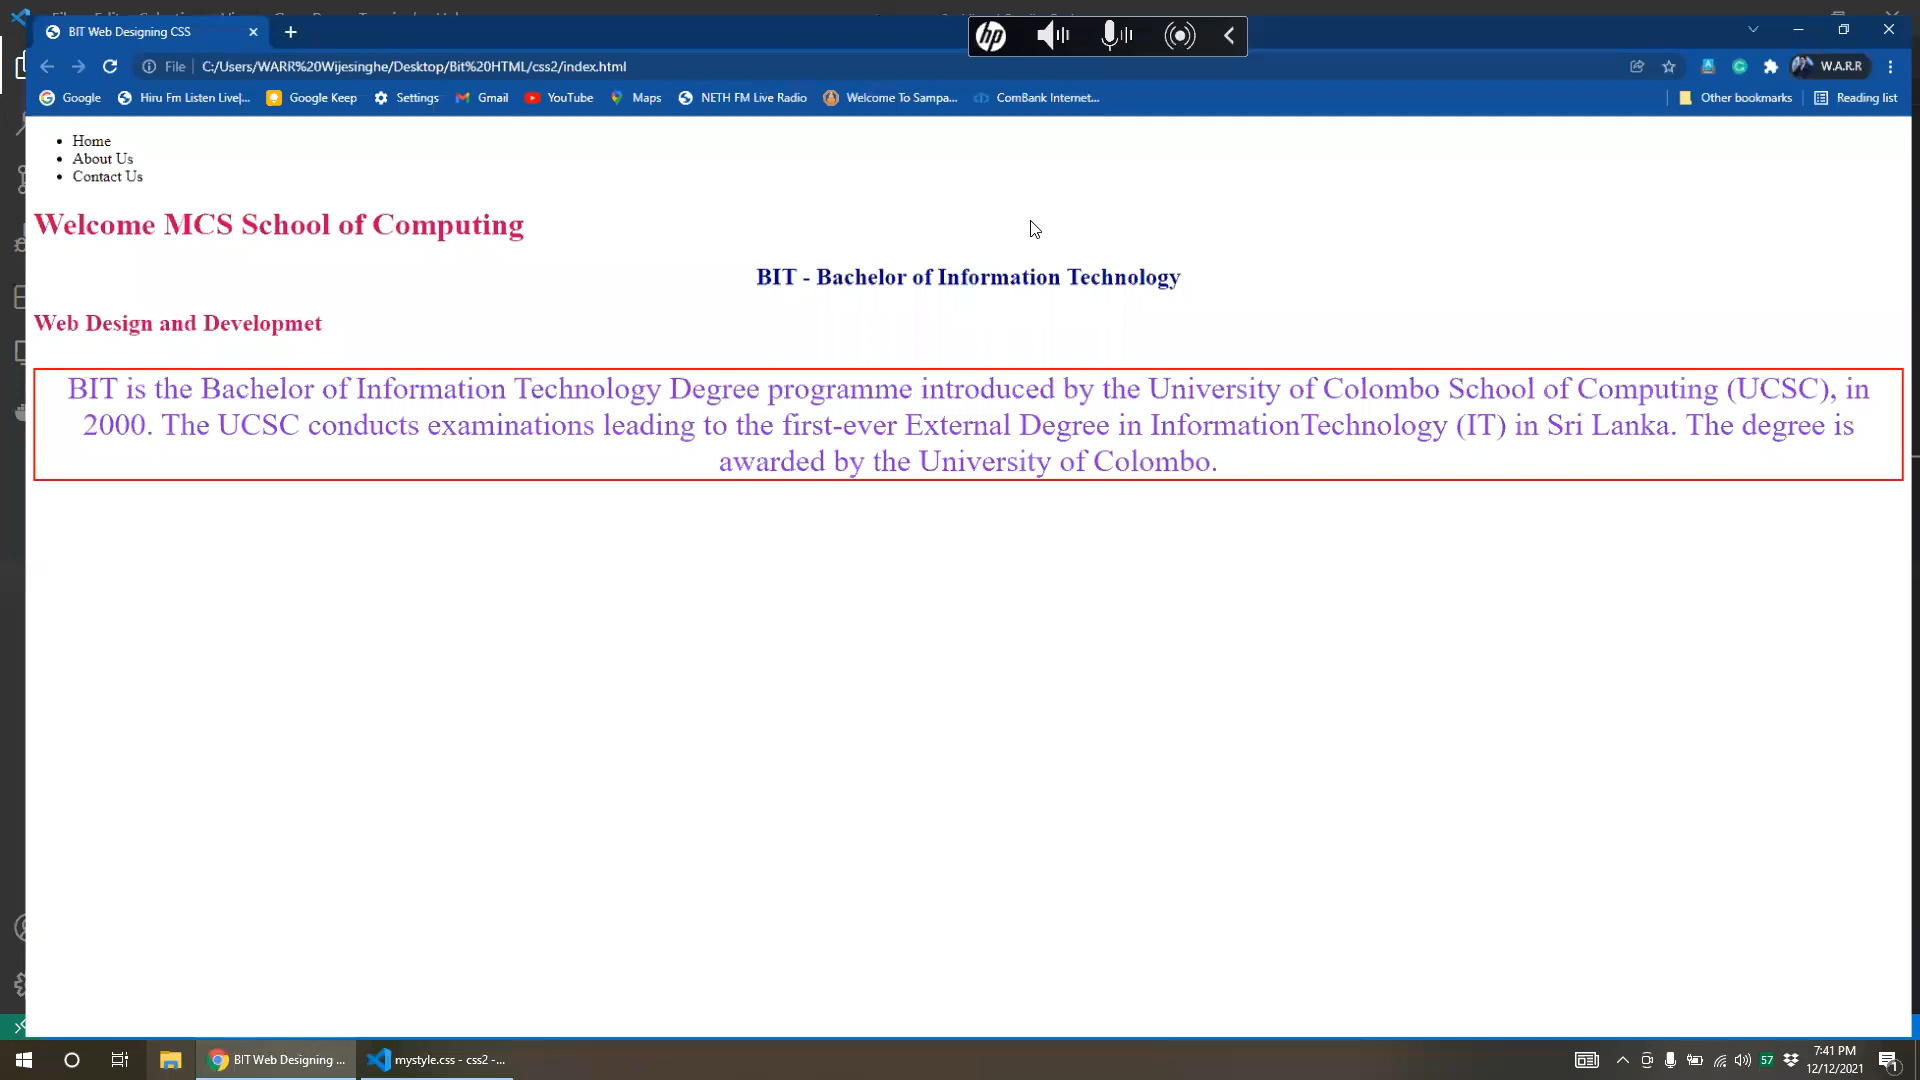 BIT Web Designing CSS
File
C:/Users/WARR%20Wijesinghe/Desktop/Bit%20HTML/css2/index.html
W.A.R.R
Google
Hiru Fm Listen Live|...
Google Keep
Settings
Gmail
YouTube
Maps
NETH FM Live Radio
Welcome To Sampa...
ComBank Internet...
Other bookmarks
Reading list
Home
About Us
Contact Us
Welcome MCS School of Computing
BIT - Bachelor of Information Technology
Web Design and Developmet
BIT is the Bachelor of Information Technology Degree programme introduced by the University of Colombo School of Computing (UCSC), in
2000. The UCSC conducts examinations leading to the first-ever External Degree in InformationTechnology (IT) in Sri Lanka. The degree is
awarded by the University of Colombo.
BIT Web Designing ...
mystyle.css - css2 -...
57
7:41 PM
12/12/2021
1
hp